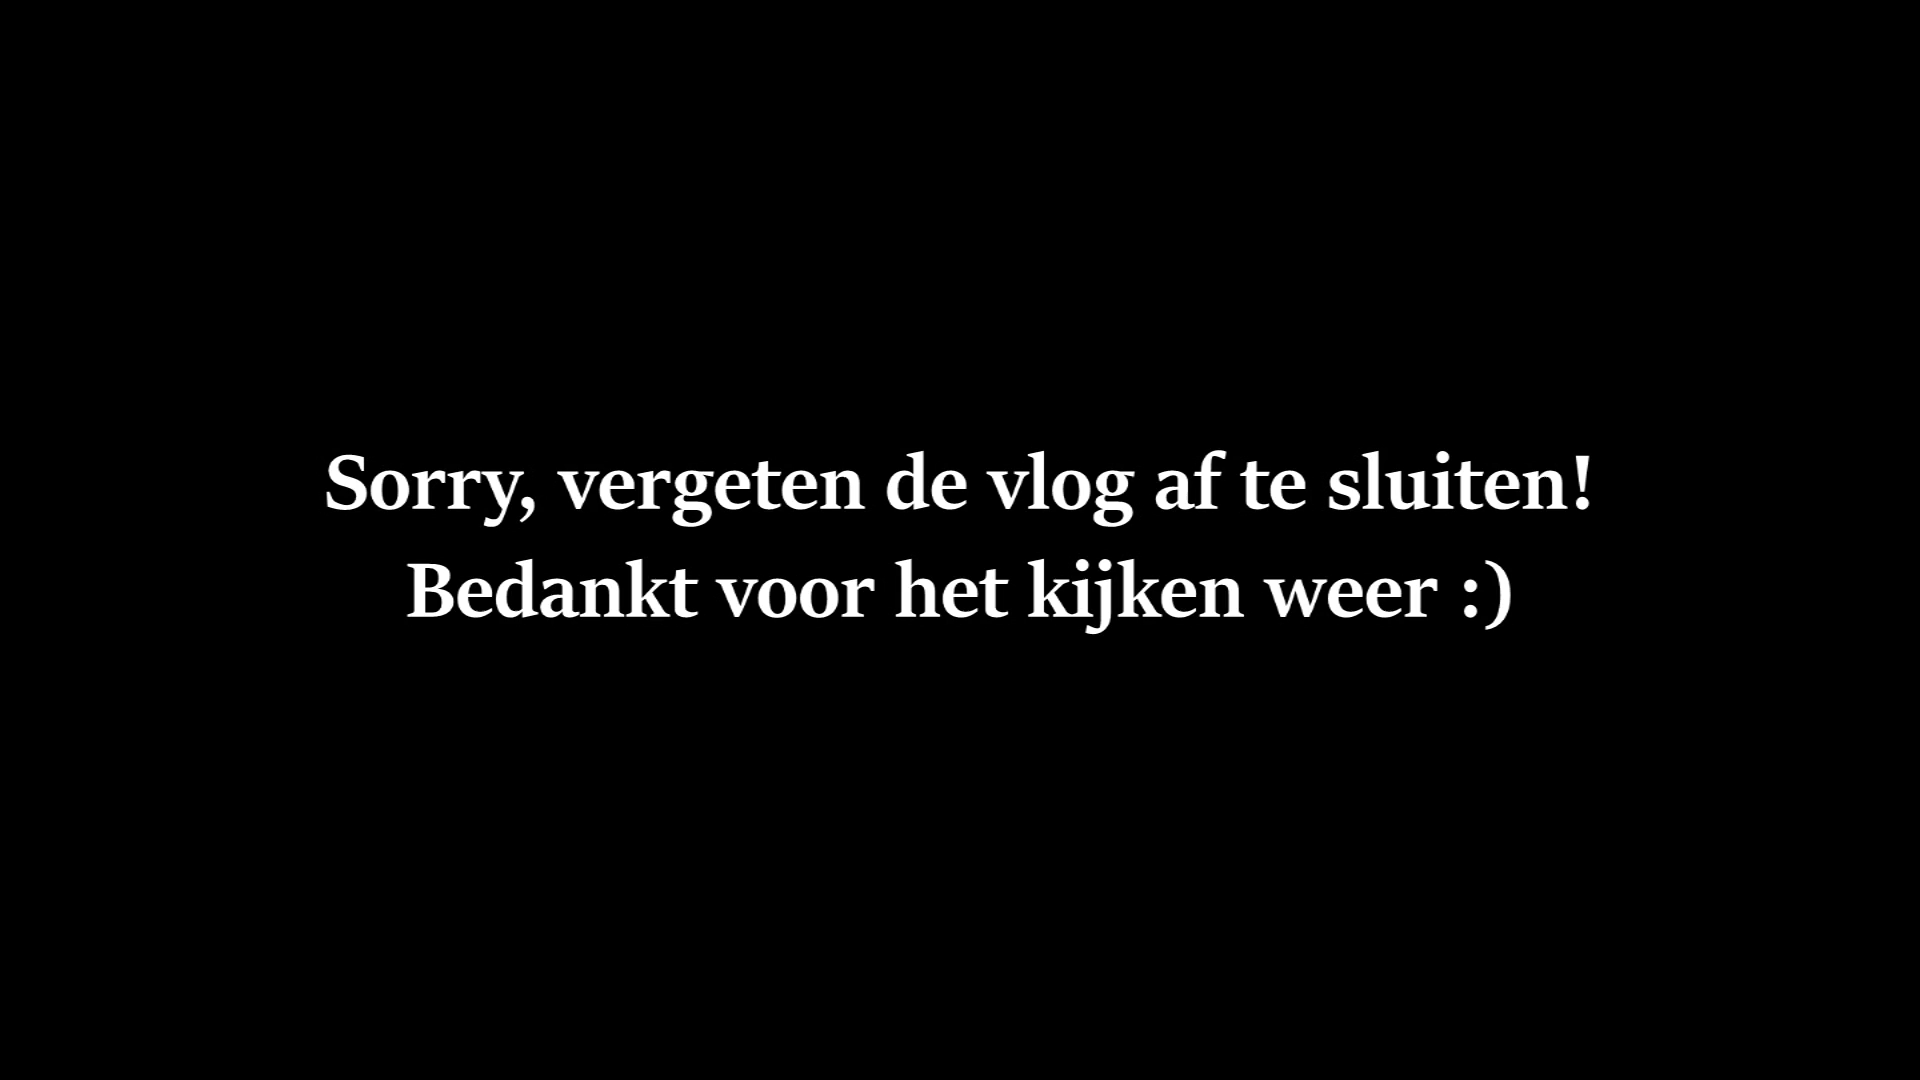 Sorry, vergeten de vlog af te sluiten!
Bedankt voor het kijken weer :)